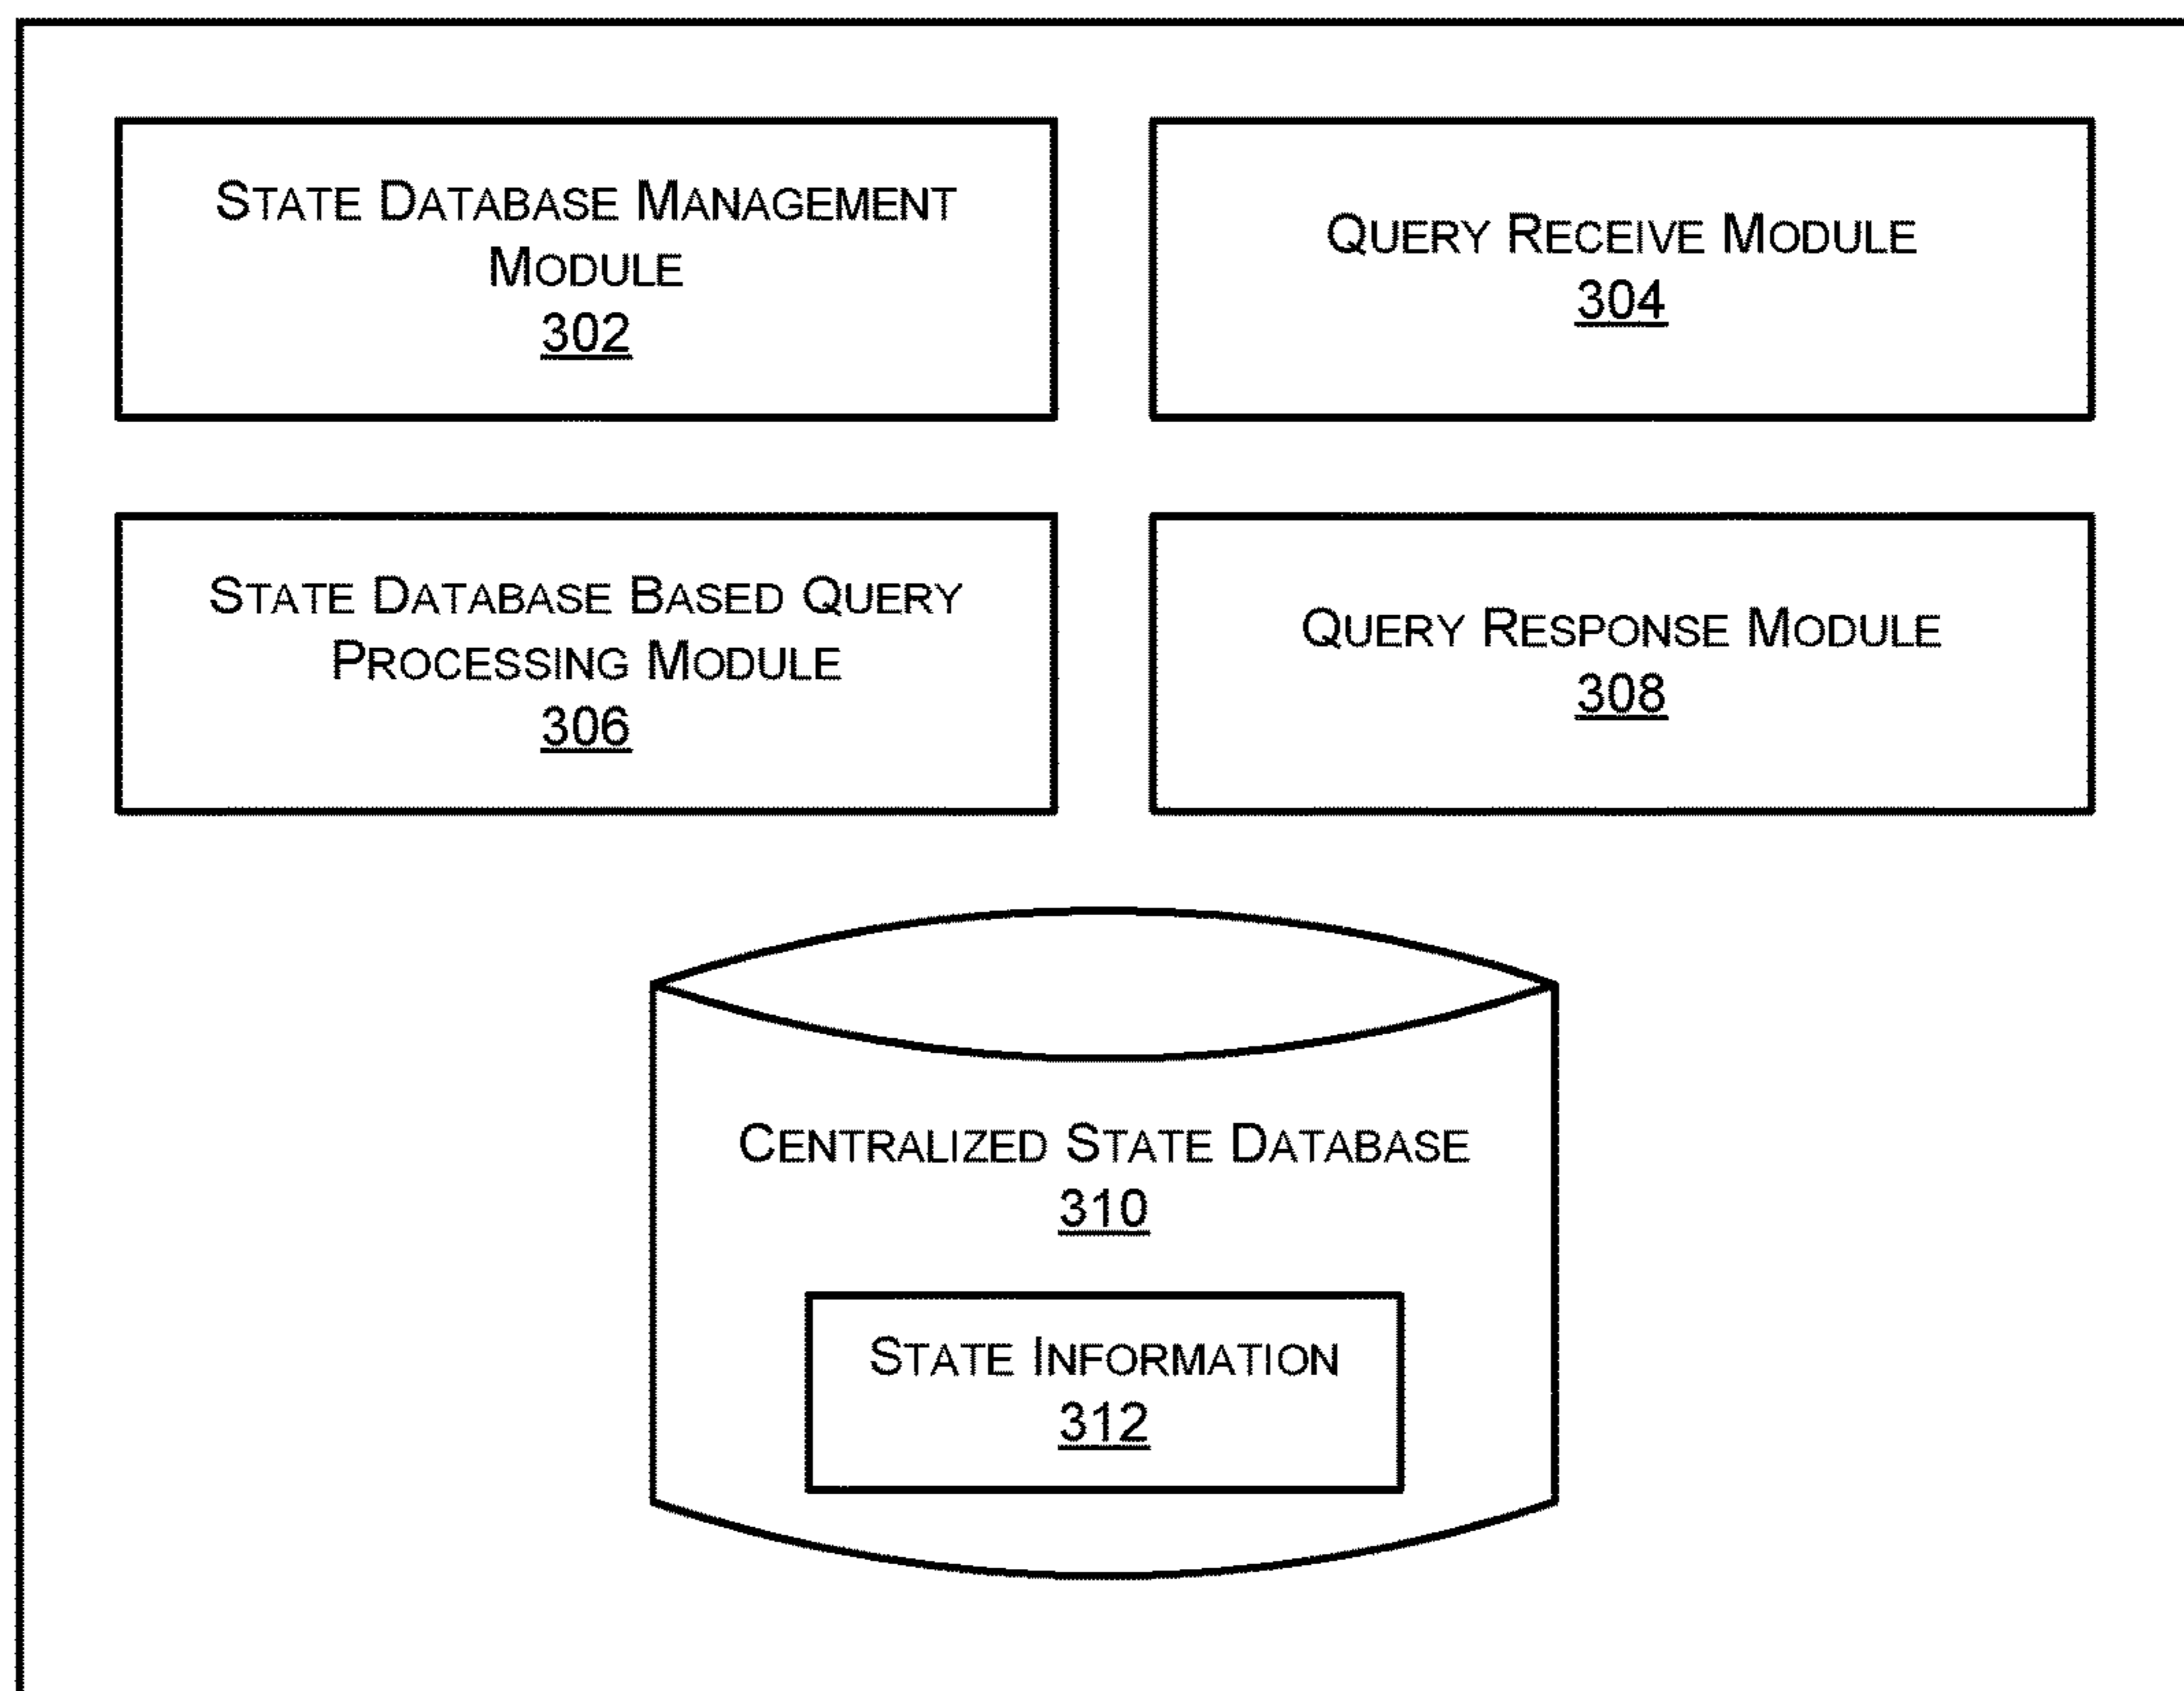 STATE DATABASE MANAGEMENT
MODULE
302
QUERY RECEIVE MODULE
304
STATE DATABASE BASED QUERY
PROCESSING MODULE
306
QUERY RESPONSE MODULE
308
CENTRALIZED STATE DATABASE
310
STATE INFORMATION
312